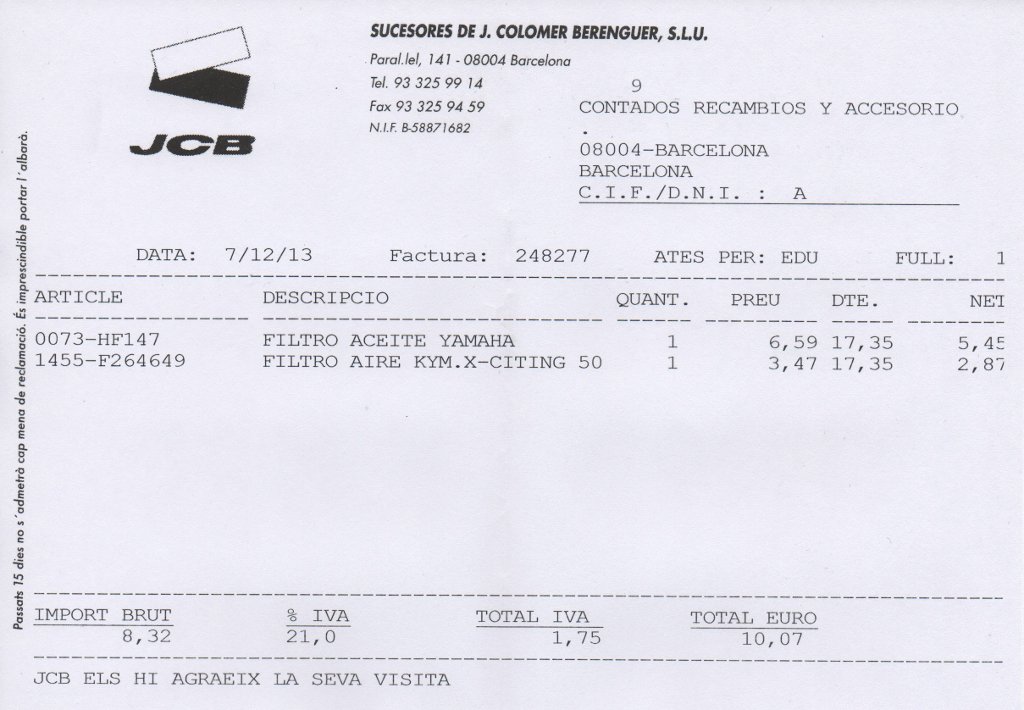 JCB
SUCESORES DE J. COLOMER BERENGUER, S.L.U.
Paral.lel, 141 - 08004 Barcelona
Tel. 93 325 99 14
Fax 93 325 94 59
N.I.F. B-58871682
9
CONTADOS RECAMBIOS Y ACCESORIO
.
08004-BARCELONA
BARCELONA
C.I.F./D.N.I. : A
Passats 15 dies no s'admetrà cap mena de reclamació. És imprescindible portar l'albarà.
DATA: 7/12/13 Factura: 248277 ATES PER: EDU FULL: 1
ARTICLE DESCRIPCIO QUANT. PREU DTE. NET
0073-HF147 FILTRO ACEITE YAMAHA 1 6,59 17,35 5,45
1455-F264649 FILTRO AIRE KYM.X-CITING 50 1 3,47 17,35 2,87
IMPORT BRUT % IVA TOTAL IVA TOTAL EURO
8,32 21,0 1,75 10,07
JCB ELS HI AGRAEIX LA SEVA VISITA